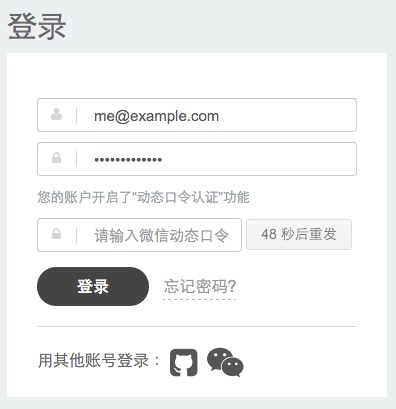 登录
me@example.com
•••••••••••••
您的账户开启了“动态口令认证”功能
请输入微信动态口令
48 秒后重发
登录
忘记密码?
用其他账号登录：